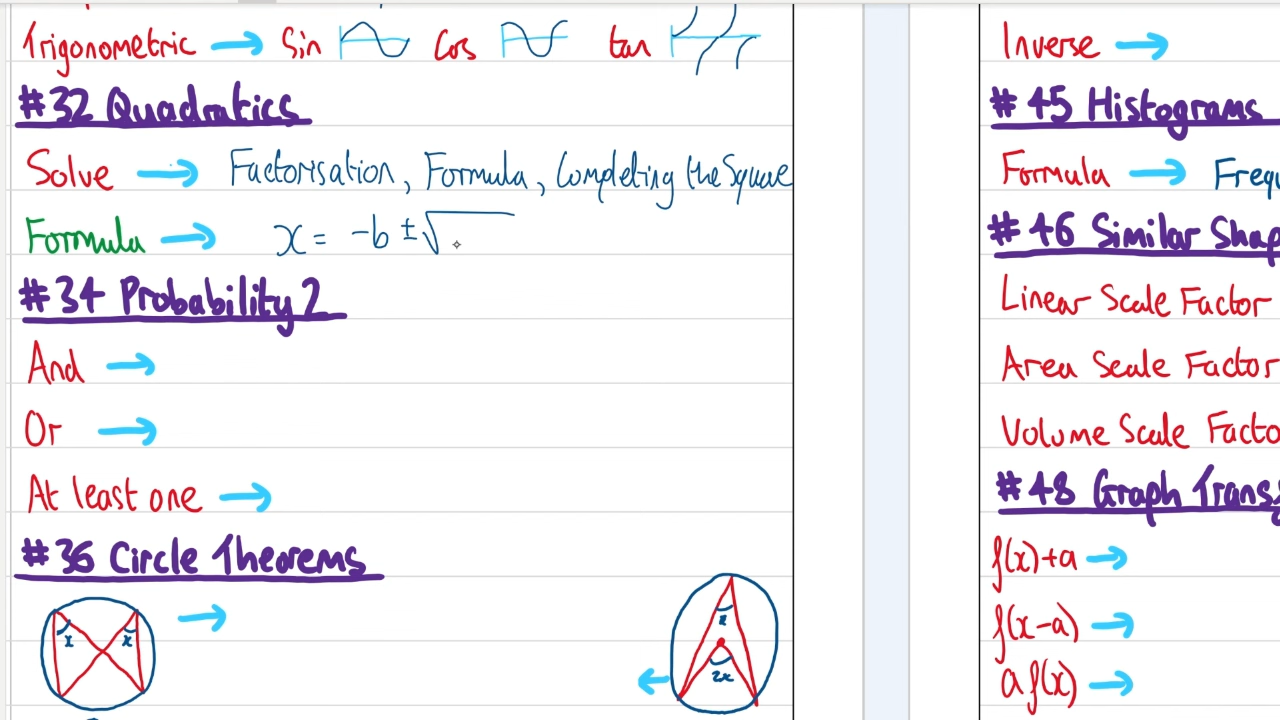 Trigonometric → Sin Cos tan
#32 Quadratics
Solve → Factorisation, Formula, Completing the Square
Formula → x = -b ±√
#34 Probability 2
And →
Or →
At least one →
#36 Circle Theorems
x x →
x
2x
←
Inverse →
#45 Histograms
Formula → Frequ
#46 Similar Shap
Linear Scale Factor
Area Scale Factor
Volume Scale Facto
#48 Graph Trans
f(x)+a →
f(x-a) →
a f(x) →